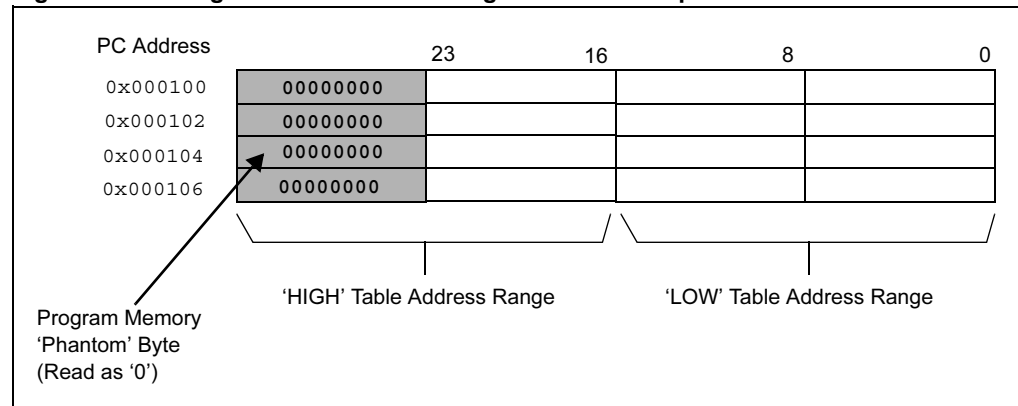 PC Address
23 16 8 0
0x000100 00000000
0x000102 00000000
0x000104 00000000
0x000106 00000000
‘HIGH’ Table Address Range ‘LOW’ Table Address Range
Program Memory
‘Phantom’ Byte
(Read as ‘0’)